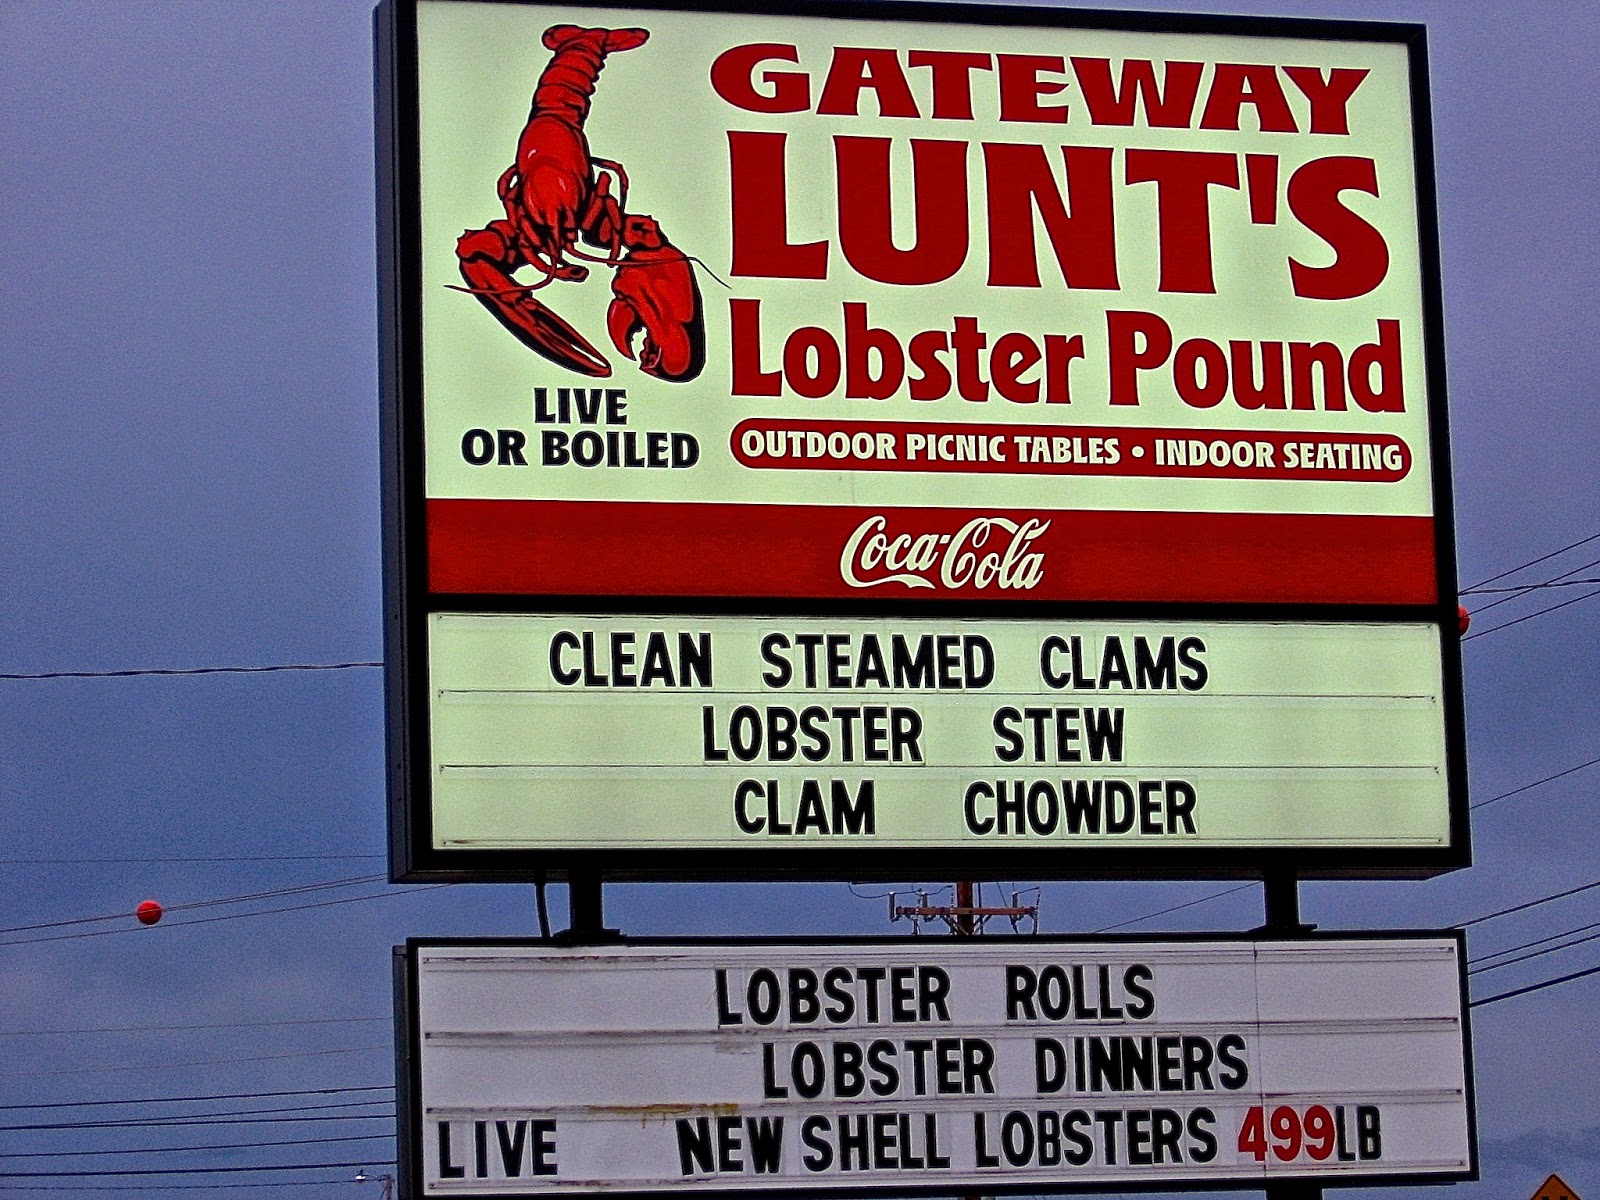 GATEWAY
LUNT'S
Lobster Pound
LIVE
OR BOILED
OUTDOOR PICNIC TABLES • INDOOR SEATING
Coca-Cola
CLEAN STEAMED CLAMS
LOBSTER STEW
CLAM CHOWDER
LOBSTER ROLLS
LOBSTER DINNERS
LIVE NEW SHELL LOBSTERS 499LB